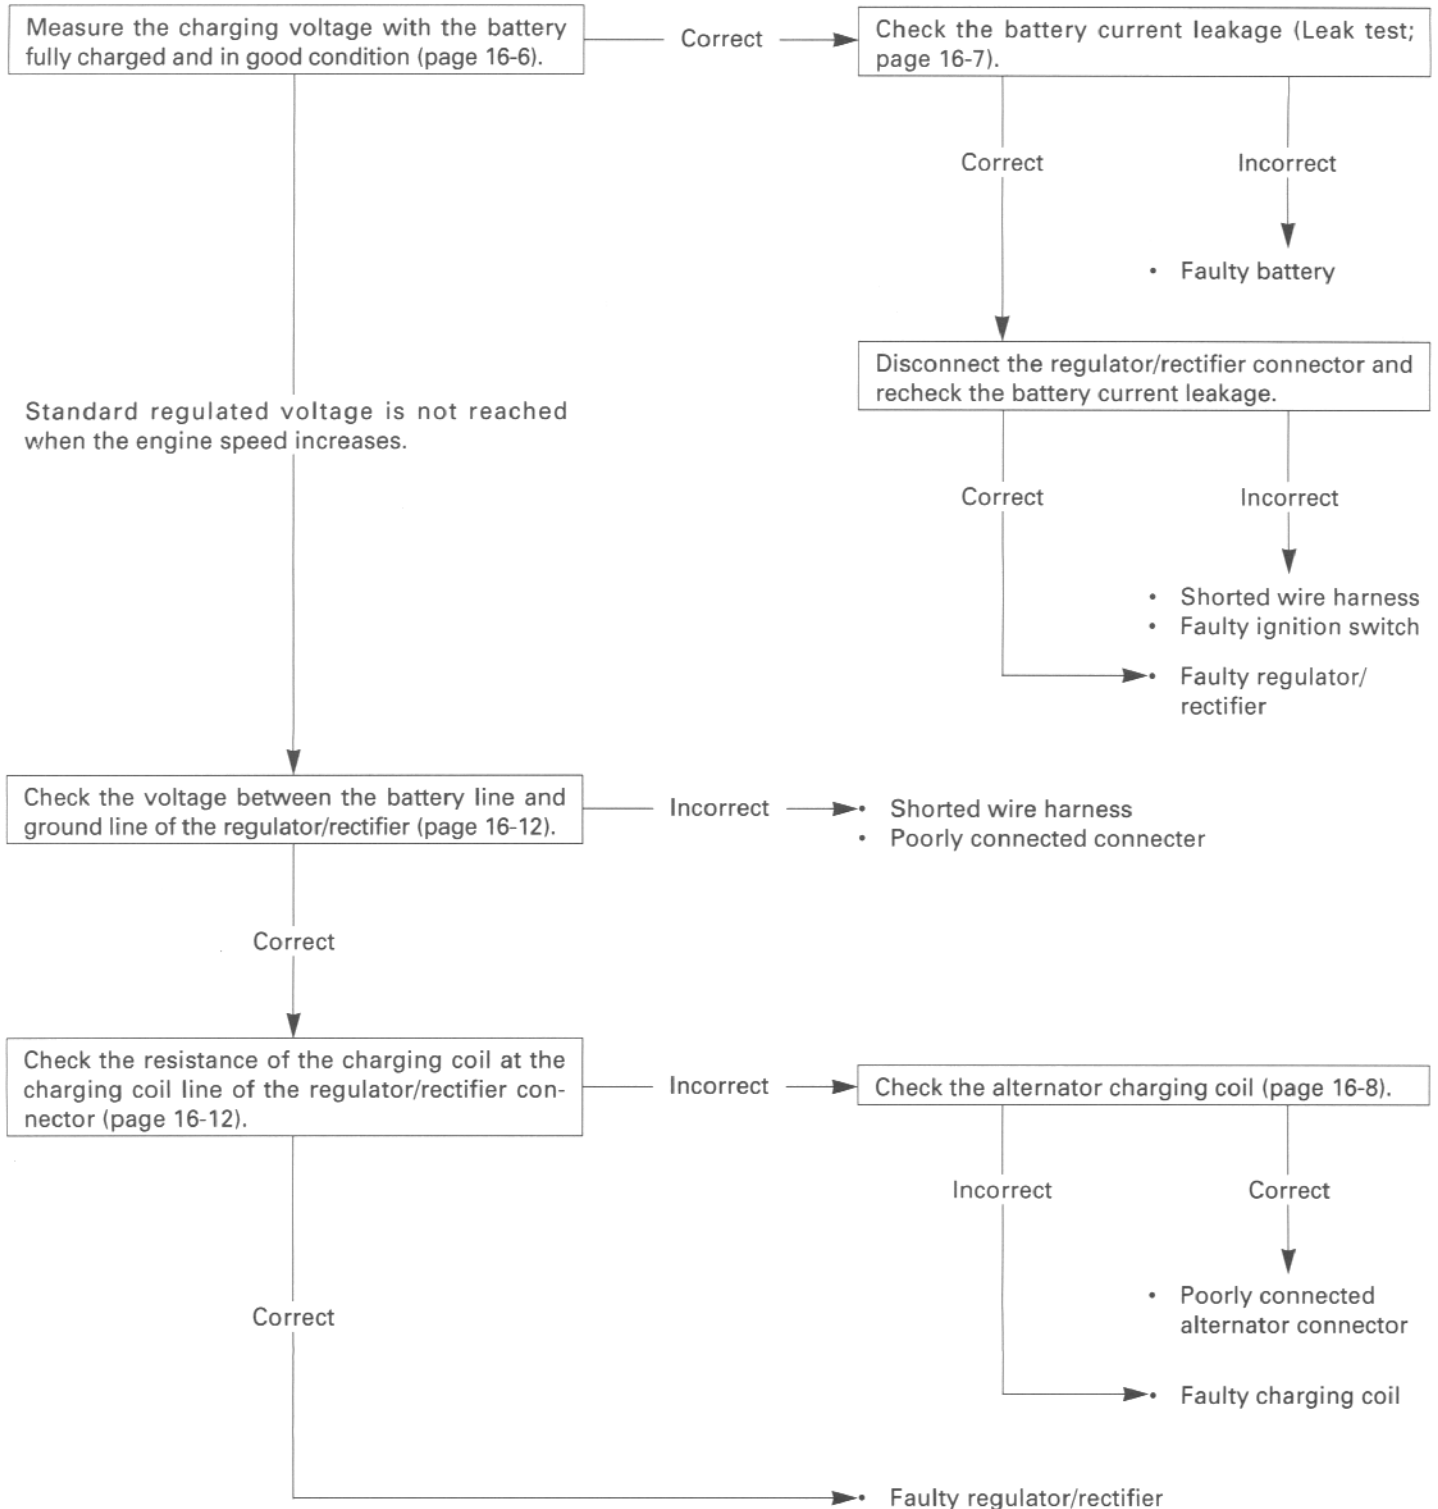 Measure the charging voltage with the battery
fully charged and in good condition (page 16-6).
Correct
Check the battery current leakage (Leak test;
page 16-7).
Correct
Incorrect
• Faulty battery
Disconnect the regulator/rectifier connector and
recheck the battery current leakage.
Standard regulated voltage is not reached
when the engine speed increases.
Correct
Incorrect
• Shorted wire harness
• Faulty ignition switch
• Faulty regulator/
rectifier
Check the voltage between the battery line and
ground line of the regulator/rectifier (page 16-12).
Incorrect
• Shorted wire harness
• Poorly connected connecter
Correct
Check the resistance of the charging coil at the
charging coil line of the regulator/rectifier con-
nector (page 16-12).
Incorrect
Check the alternator charging coil (page 16-8).
Incorrect
Correct
• Poorly connected
alternator connector
Correct
• Faulty charging coil
• Faulty regulator/rectifier